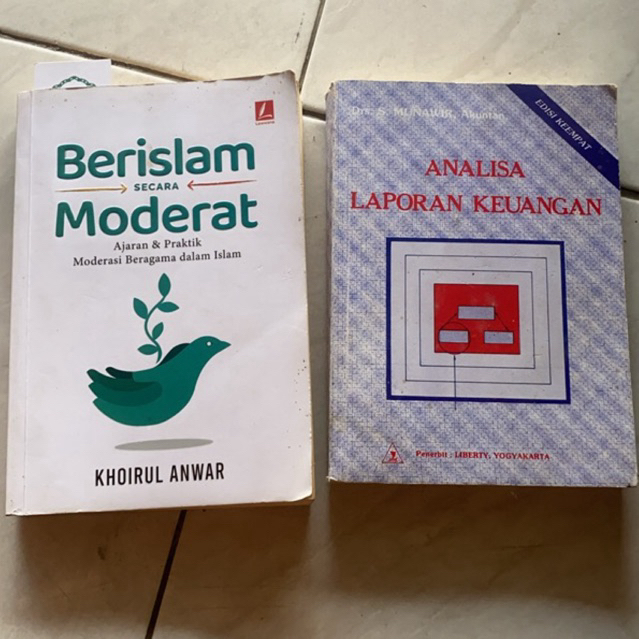 Berislam
SECARA
Moderat
Ajaran & Praktik
Moderasi Beragama dalam Islam
KHOIRUL ANWAR
Drs. S. MUNAWIR, Akuntan
EDISI KEEMPAT
ANALISA
LAPORAN KEUANGAN
Penerbit : LIBERTY, YOGYAKARTA